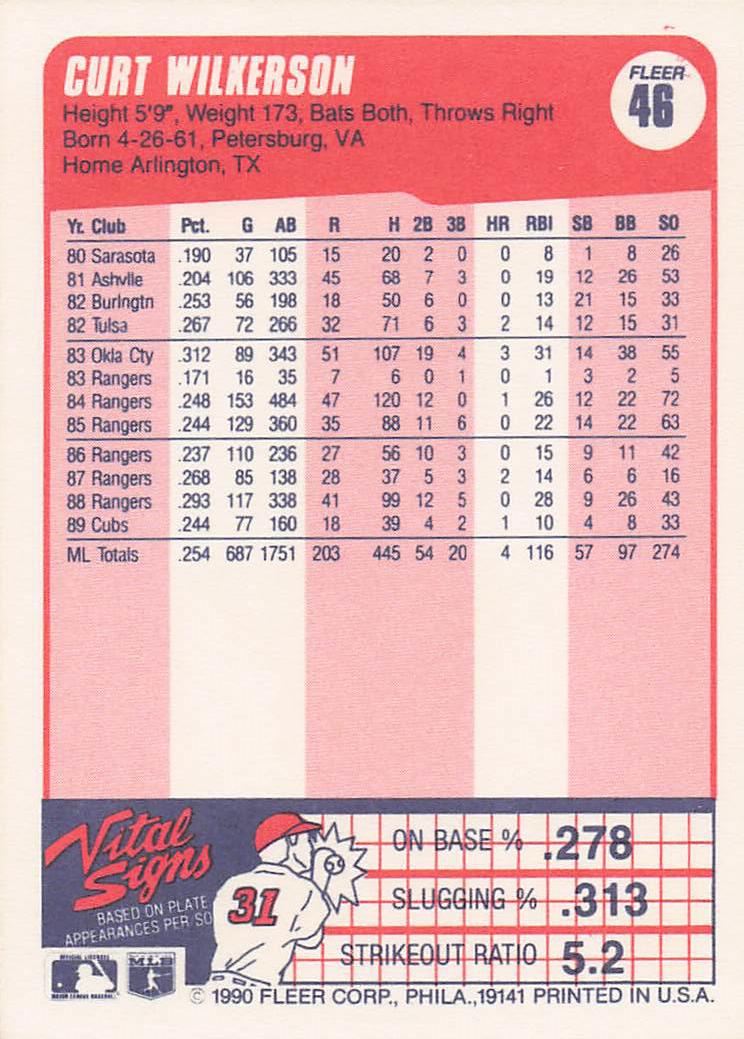 CURT WILKERSON
Height 5'9", Weight 173, Bats Both, Throws Right
Born 4-26-61, Petersburg, VA
Home Arlington, TX
FLEER
46
Yr. Club Pct. G AB R H 2B 3B HR RBI SB BB SO
80 Sarasota .190 37 105 15 20 2 0 0 8 1 8 26
81 Ashvlle .204 106 333 45 68 7 3 0 19 12 26 53
82 Burlngtn .253 56 198 18 50 6 0 0 13 21 15 33
82 Tulsa .267 72 266 32 71 6 3 2 14 12 15 31
83 Okla Cty .312 89 343 51 107 19 4 3 31 14 38 55
83 Rangers .171 16 35 7 6 0 1 0 1 3 2 5
84 Rangers .248 153 484 47 120 12 0 1 26 12 22 72
85 Rangers .244 129 360 35 88 11 6 0 22 14 22 63
86 Rangers .237 110 236 27 56 10 3 0 15 9 11 42
87 Rangers .268 85 138 28 37 5 3 2 14 6 6 16
88 Rangers .293 117 338 41 99 12 5 0 28 9 26 43
89 Cubs .244 77 160 18 39 4 2 1 10 4 8 33
ML Totals .254 687 1751 203 445 54 20 4 116 57 97 274
Vital
Signs
BASED ON PLATE
APPEARANCES PER SO
31
ON BASE % .278
SLUGGING % .313
STRIKEOUT RATIO 5.2
OFFICIAL LICENSEE
MAJOR LEAGUE BASEBALL
MLB
© 1990 FLEER CORP., PHILA.,19141 PRINTED IN U.S.A.